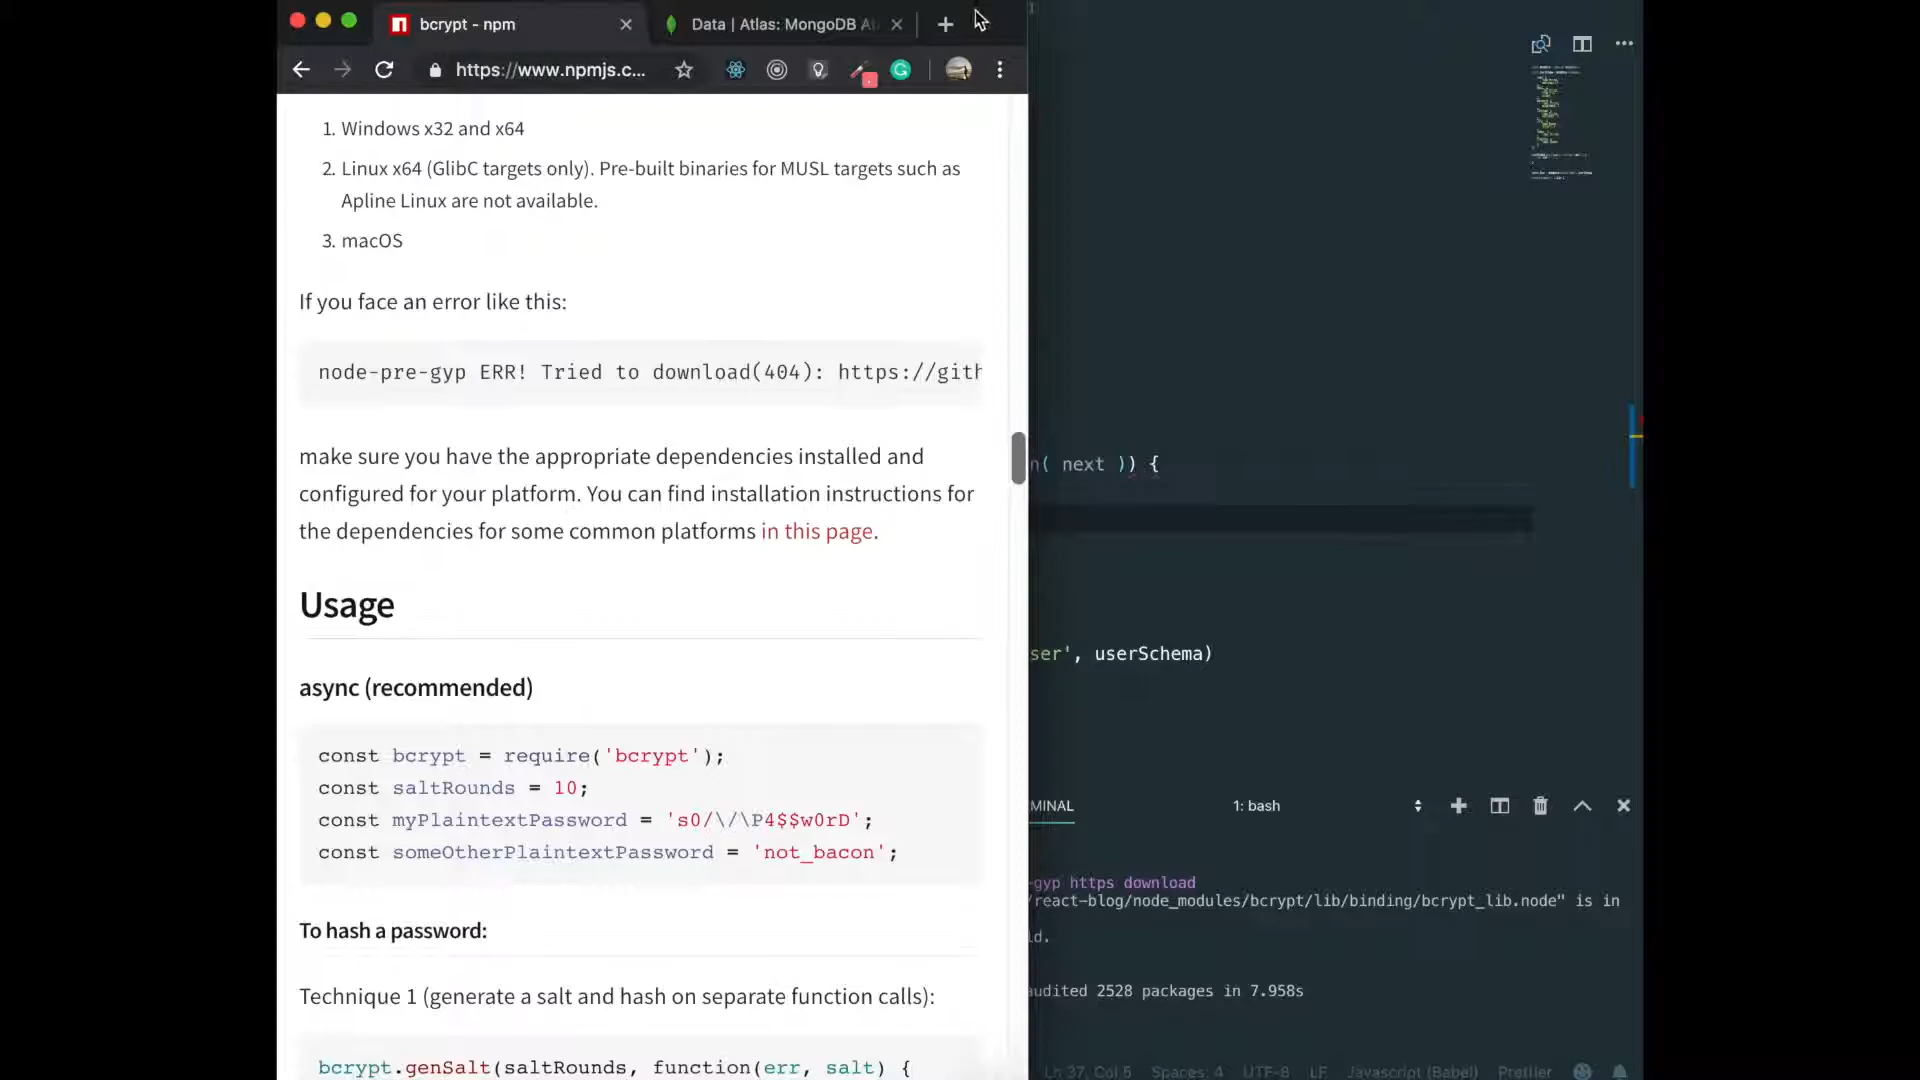 bcrypt - npm
Data | Atlas: MongoDB At
https://www.npmjs.c...
1. Windows x32 and x64
2. Linux x64 (GlibC targets only). Pre-built binaries for MUSL targets such as
Apline Linux are not available.
3. macOS
If you face an error like this:
node-pre-gyp ERR! Tried to download(404): https://gith
make sure you have the appropriate dependencies installed and
configured for your platform. You can find installation instructions for
the dependencies for some common platforms in this page.
Usage
async (recommended)
const bcrypt = require('bcrypt');
const saltRounds = 10;
const myPlaintextPassword = 's0/\/\P4$$w0rD';
const someOtherPlaintextPassword = 'not_bacon';
To hash a password:
Technique 1 (generate a salt and hash on separate function calls):
bcrypt.genSalt(saltRounds, function(err, salt) {
n( next )) {
ser', userSchema)
MINAL
1: bash
-gyp https download
/react-blog/node_modules/bcrypt/lib/binding/bcrypt_lib.node" is in
ld.
audited 2528 packages in 7.958s
Ln 37, Col 5 Spaces: 4 UTF-8 LF Javascript (Babel) Prettier